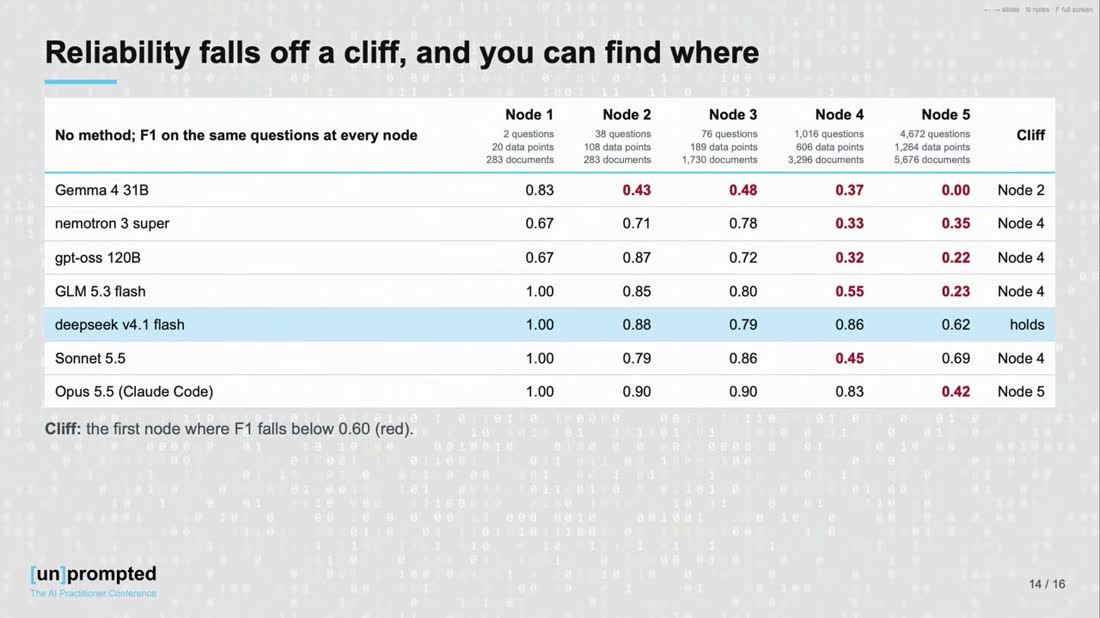 ←→ slides · N notes · F full screen
Reliability falls off a cliff, and you can find where
No method; F1 on the same questions at every node
Node 1
2 questions
20 data points
283 documents
Node 2
38 questions
108 data points
283 documents
Node 3
76 questions
189 data points
1,730 documents
Node 4
1,016 questions
606 data points
3,296 documents
Node 5
4,672 questions
1,264 data points
5,676 documents
Cliff
Gemma 4 31B 0.83 0.43 0.48 0.37 0.00 Node 2
nemotron 3 super 0.67 0.71 0.78 0.33 0.35 Node 4
gpt-oss 120B 0.67 0.87 0.72 0.32 0.22 Node 4
GLM 5.3 flash 1.00 0.85 0.80 0.55 0.23 Node 4
deepseek v4.1 flash 1.00 0.88 0.79 0.86 0.62 holds
Sonnet 5.5 1.00 0.79 0.86 0.45 0.69 Node 4
Opus 5.5 (Claude Code) 1.00 0.90 0.90 0.83 0.42 Node 5
Cliff: the first node where F1 falls below 0.60 (red).
[un]prompted
The AI Practitioner Conference
14 / 16